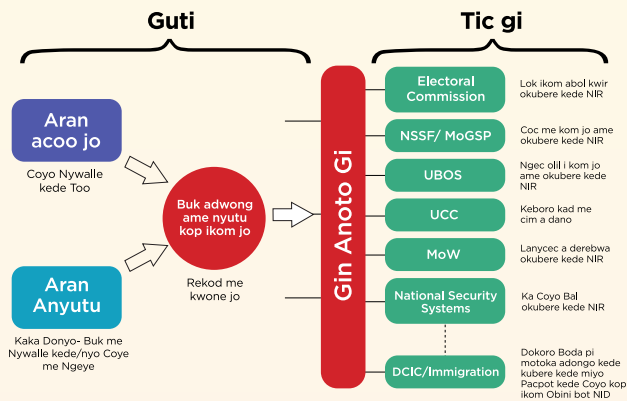 Guti
Tic gi
Aran
acoo jo
Coyo Nywalle
kede Too
Buk adwong
ame nyutu
kop ikom jo
Rekod me
kwone jo
Aran
Anyutu
Kaka Donyo- Buk me
Nywalle kede/nyo Coye
me Ngeye
Gin Anoto Gi
Electoral
Commission
Lok ikom abol kwir
okubere kede NIR
NSSF/ MoGSP
Coc me kom jo ame
okubere kede NIR
UBOS
Ngec olil i kom jo
ame okubere kede
NIR
UCC
Keboro kad me
cim a dano
MoW
Lanycec a derebwa
okubere kede NIR
National Security
Systems
Ka Coyo Bal
okubere kede NIR
DCIC/Immigration
Dokoro Boda pi
motoka adongo kede
kubere kede miyo
Pacpot kede Coyo kop
ikom Obini bot NID